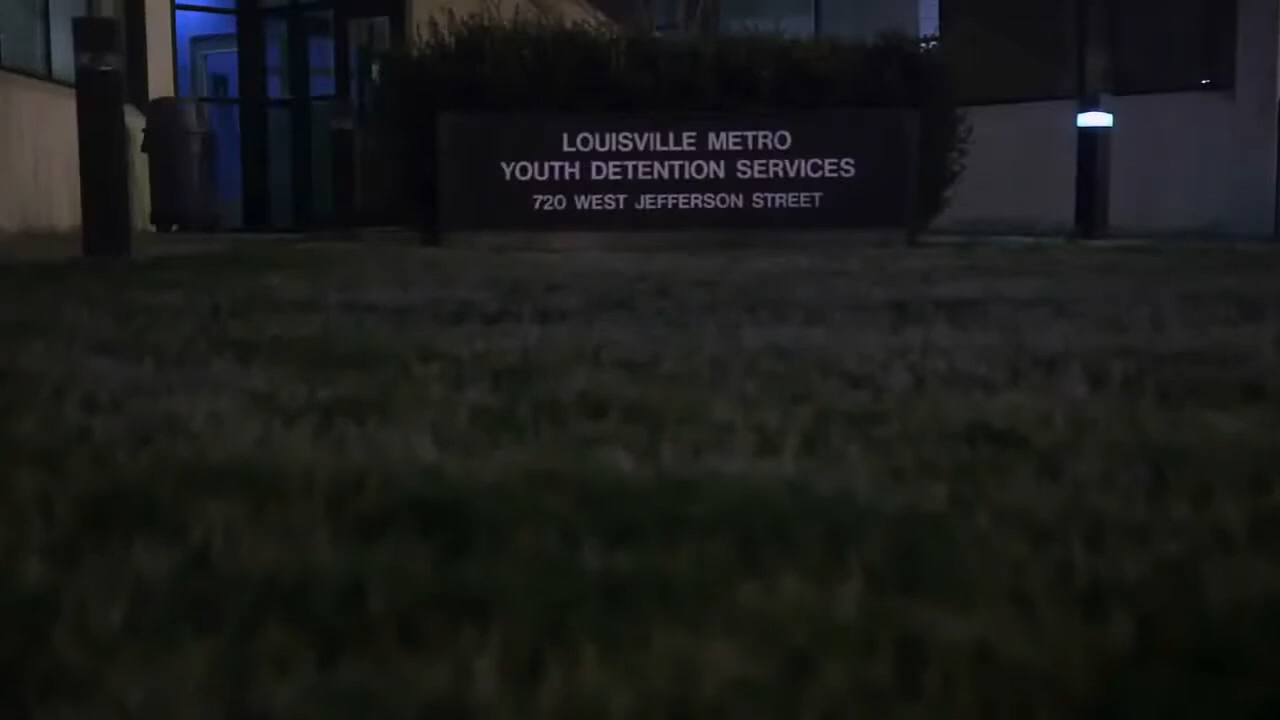 LOUISVILLE METRO
YOUTH DETENTION SERVICES
720 WEST JEFFERSON STREET